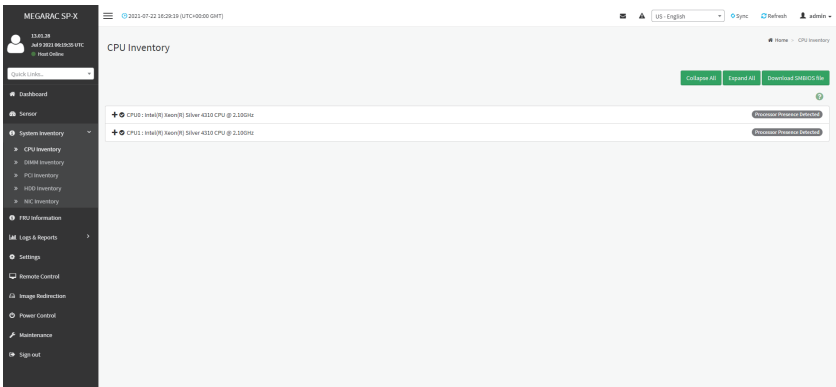 MEGARAC SP-X
2021-07-22 16:29:19 (UTC+00:00 GMT)
US - English
Sync
Refresh
admin
13.01.28
Jul 9 2021 06:19:35 UTC
Host Online
Quick Links..
Dashboard
Sensor
System Inventory
CPU Inventory
DIMM Inventory
PCI Inventory
HDD Inventory
NIC Inventory
FRU Information
Logs & Reports
Settings
Remote Control
Image Redirection
Power Control
Maintenance
Sign out
CPU Inventory
Home > CPU Inventory
Collapse All
Expand All
Download SMBIOS file
CPU0 : Intel(R) Xeon(R) Silver 4310 CPU @ 2.10GHz
Processor Presence Detected
CPU1 : Intel(R) Xeon(R) Silver 4310 CPU @ 2.10GHz
Processor Presence Detected